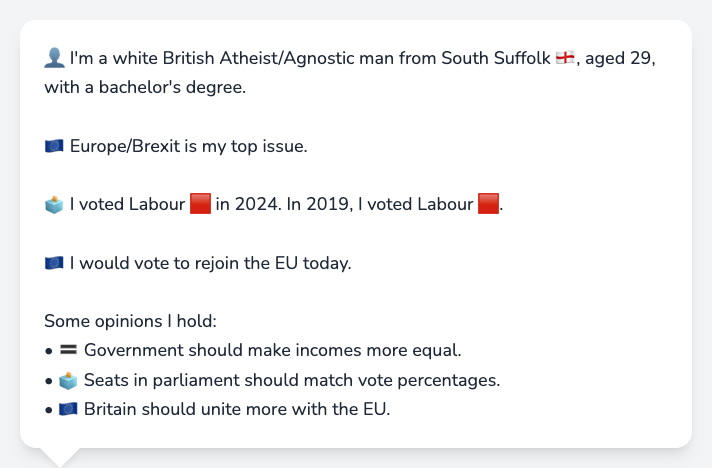 👤 I'm a white British Atheist/Agnostic man from South Suffolk 🏴󠁧󠁢󠁥󠁮󠁧󠁿, aged 29,
with a bachelor's degree.
🇪🇺 Europe/Brexit is my top issue.
🗳️ I voted Labour 🟥 in 2024. In 2019, I voted Labour 🟥.
🇪🇺 I would vote to rejoin the EU today.
Some opinions I hold:
• 🟰 Government should make incomes more equal.
• 🗳️ Seats in parliament should match vote percentages.
• 🇪🇺 Britain should unite more with the EU.